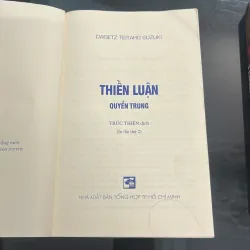 DAISETZ TEITARO SUZUKI
THIỀN LUẬN
QUYỂN TRUNG
TRÚC THIÊN dịch
NHÀ XUẤT BẢN TỔNG HỢP TP. HỒ CHÍ MINH